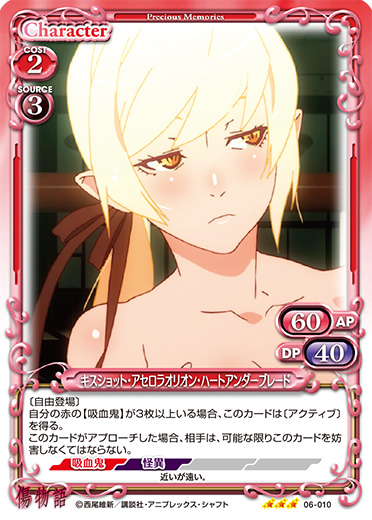 Precious Memories
Character
COST
2
SOURCE
3
60 AP
DP 40
キスショット・アセロラオリオン・ハートアンダーブレード
〔自由登場〕
自分の赤の【吸血鬼】が3枚以上いる場合、このカードは〔アクティブ〕
を得る。
このカードがアプローチした場合、相手は、可能な限りこのカードを妨
害しなくてはならない。
吸血鬼 怪異
近いが遠い。
傷物語
©西尾維新／講談社・アニプレックス・シャフト
06-010